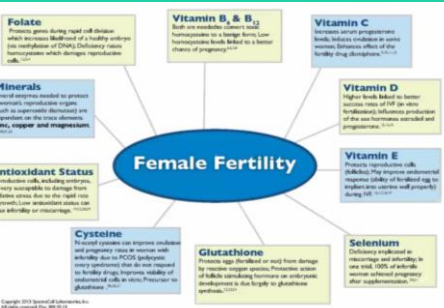 Folate
Protects genes during rapid cell division
which increases likelihood of a healthy embryo
(via methylation of DNA). Deficiency raises
homocysteine which damages reproductive
cells.
Vitamin B6 & B12
Both are needed to convert toxic
homocysteine to a benign form; Low
homocysteine levels linked to a better
chance of pregnancy.
Vitamin C
Increases serum progesterone
levels; Induces ovulation in some
women; Enhances effect of the
fertility drug clomiphene.
Minerals
enzymes needed to protect
woman's reproductive organs
(such as superoxide dismutase) are
dependent on the trace elements
zinc, copper and magnesium.
Vitamin D
Higher levels linked to better
success rates of IVF (in vitro
fertilization); Influences production
of the sex hormones estradiol and
progesterone.
Female Fertility
Vitamin E
Protects reproductive cells
(follicles); May improve endometrial
response (ability of fertilized egg to
implant onto uterine wall properly)
during IVF.
Antioxidant Status
reproductive cells, including embryos,
very susceptible to damage from
oxidative stress due to the rapid rate
growth; Low antioxidant status can
infertility or miscarriage.
Cysteine
N-acetyl cysteine can improve ovulation
and pregnancy rates in women with
infertility due to PCOS (polycystic
ovary syndrome) that do not respond
to fertility drugs; Improves viability of
endometrial cells in vitro; Precursor to
glutathione.
Glutathione
Protects eggs (fertilized or not) from damage
by reactive oxygen species; Protective action
of follicle stimulating hormone on embryonic
development is due largely to glutathione
synthesis.
Selenium
Deficiency implicated in
miscarriage and infertility; In
one trial, 100% of infertile
women achieved pregnancy
after supplementation.
Copyright 2013 SpectraCell Laboratories, Inc.